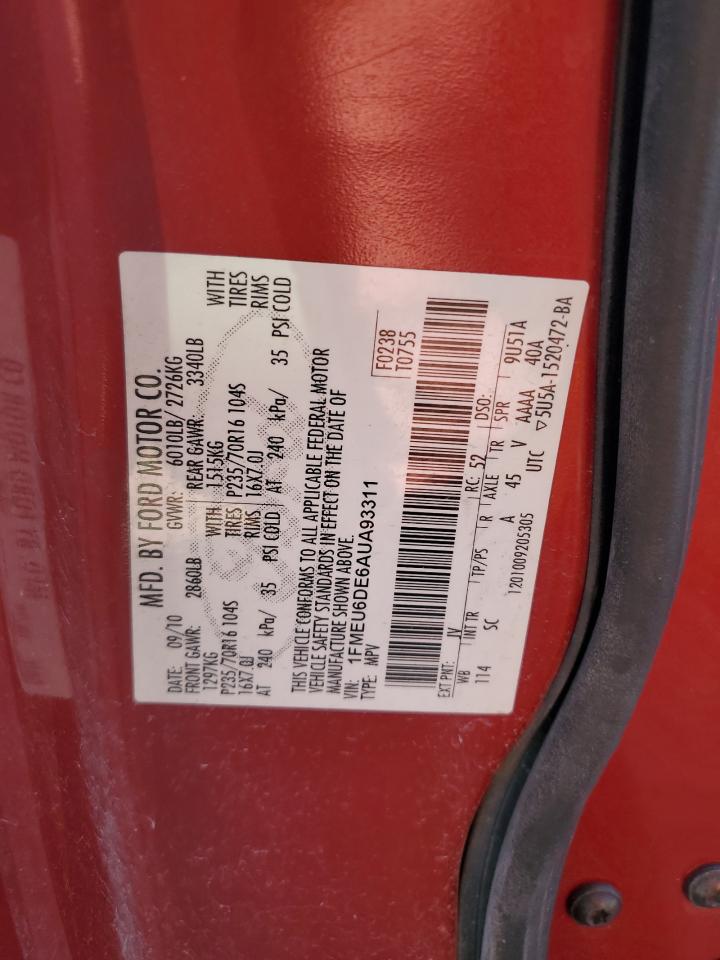 MFD. BY FORD MOTOR CO.
DATE: 09/10 GVWR: 6010LB/ 2726KG
FRONT GAWR: 2860LB REAR GAWR: 3340LB
1297KG WITH 1515KG WITH
P235/70R16 104S TIRES P235/70R16 104S TIRES
16X7.0J RIMS 16X7.0J RIMS
AT 240 kPa/ 35 PSI COLD AT 240 kPa/ 35 PSI COLD
THIS VEHICLE CONFORMS TO ALL APPLICABLE FEDERAL MOTOR
VEHICLE SAFETY STANDARDS IN EFFECT ON THE DATE OF
MANUFACTURE SHOWN ABOVE.
VIN: 1FMEU6DE6AUA93311
TYPE: MPV
F0238
T0755
EXT PNT: JV RC: 52 DSO:
WB INT TR TP/PS R AXLE TR SPR 9U51A
114 SC A 45 V AAAA 40A
1201009205305 UTC ▽5U5A-1520472-BA